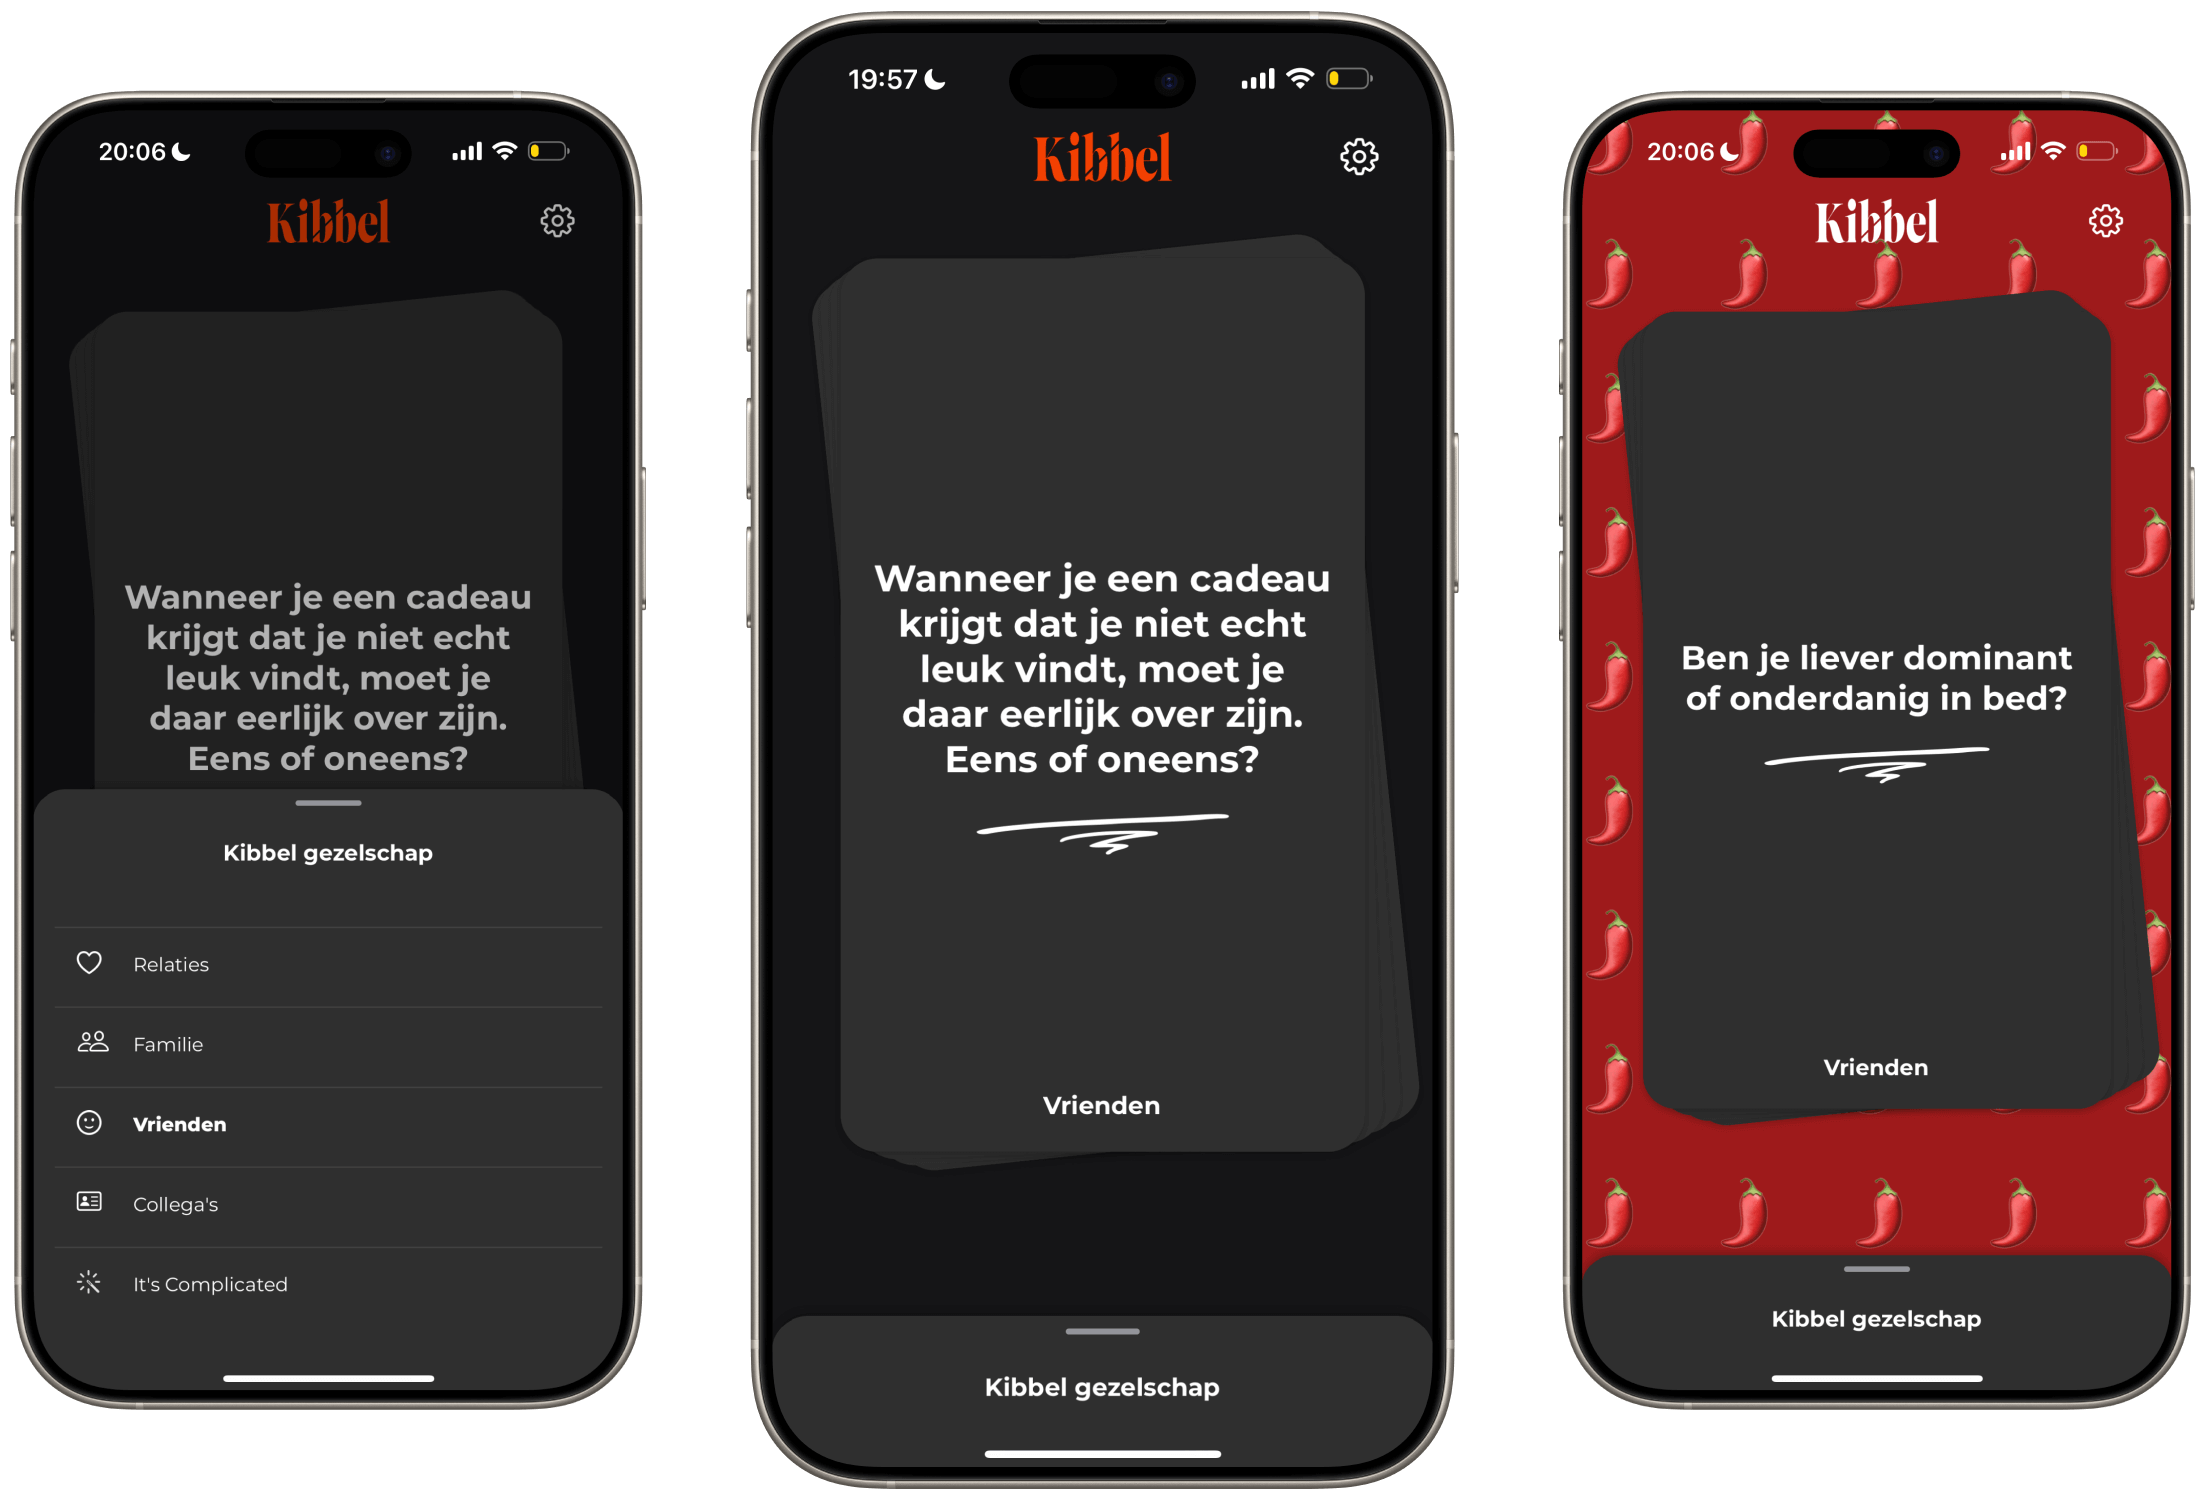 20:06
Kibbel
Wanneer je een cadeau
krijgt dat je niet echt
leuk vindt, moet je
daar eerlijk over zijn.
Eens of oneens?
Kibbel gezelschap
Relaties
Familie
Vrienden
Collega's
It's Complicated
19:57
Kibbel
Wanneer je een cadeau
krijgt dat je niet echt
leuk vindt, moet je
daar eerlijk over zijn.
Eens of oneens?
Vrienden
Kibbel gezelschap
20:06
Kibbel
Ben je liever dominant
of onderdanig in bed?
Vrienden
Kibbel gezelschap